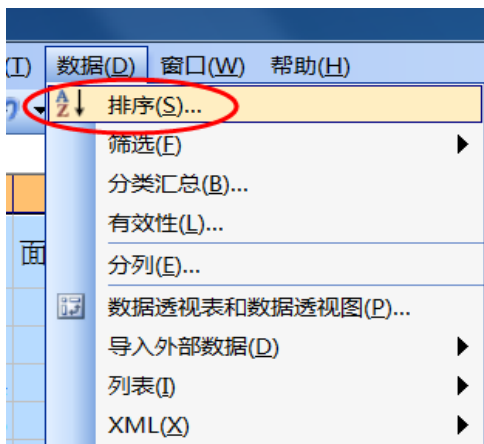 (T) 数据(D) 窗口(W) 帮助(H)
排序(S)...
筛选(F)
分类汇总(B)...
有效性(L)...
面
分列(E)...
数据透视表和数据透视图(P)...
导入外部数据(D)
列表(I)
XML(X)